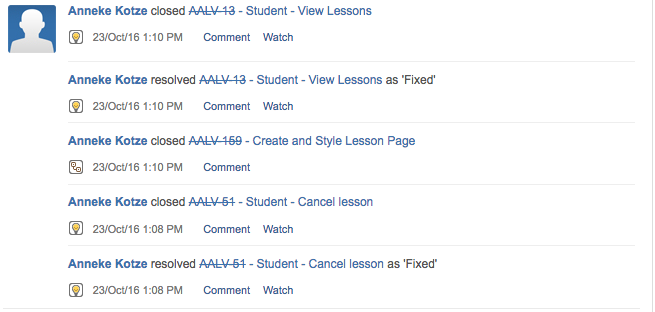 Anneke Kotze closed AALV-13 - Student - View Lessons
23/Oct/16 1:10 PM Comment Watch
Anneke Kotze resolved AALV-13 - Student - View Lessons as 'Fixed'
23/Oct/16 1:10 PM Comment Watch
Anneke Kotze closed AALV-159 - Create and Style Lesson Page
23/Oct/16 1:10 PM Comment
Anneke Kotze closed AALV-51 - Student - Cancel lesson
23/Oct/16 1:08 PM Comment Watch
Anneke Kotze resolved AALV-51 - Student - Cancel lesson as 'Fixed'
23/Oct/16 1:08 PM Comment Watch